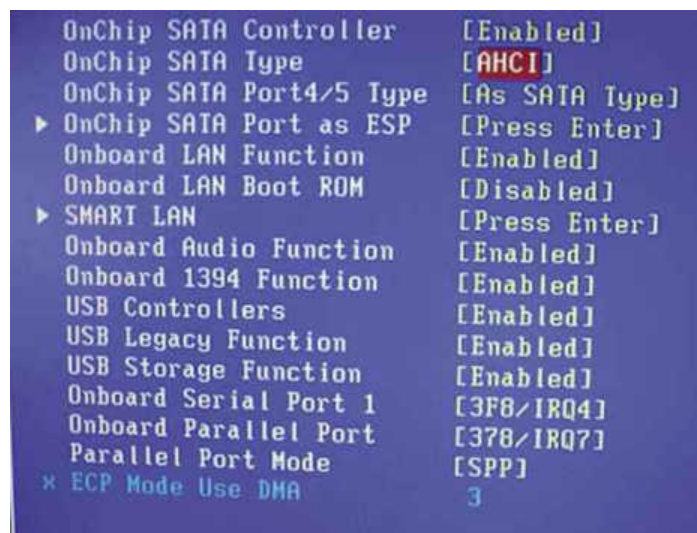 OnChip SATA Controller [Enabled]
OnChip SATA Type [AHCI]
OnChip SATA Port4/5 Type [As SATA Type]
▶ OnChip SATA Port as ESP [Press Enter]
Onboard LAN Function [Enabled]
Onboard LAN Boot ROM [Disabled]
▶ SMART LAN [Press Enter]
Onboard Audio Function [Enabled]
Onboard 1394 Function [Enabled]
USB Controllers [Enabled]
USB Legacy Function [Enabled]
USB Storage Function [Enabled]
Onboard Serial Port 1 [3F8/IRQ4]
Onboard Parallel Port [378/IRQ7]
Parallel Port Mode [SPP]
x ECP Mode Use DMA 3